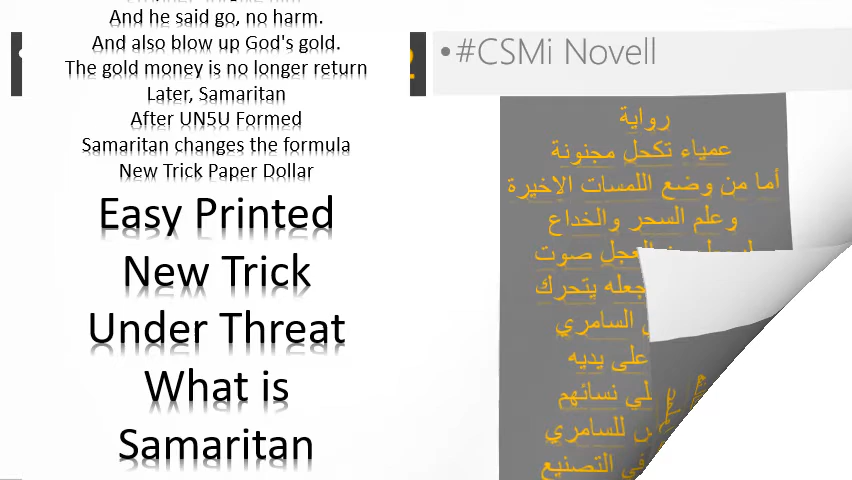 And he said go, no harm.
And also blow up God's gold.
The gold money is no longer return
Later, Samaritan
After UN5U Formed
Samaritan changes the formula
New Trick Paper Dollar
Easy Printed
New Trick
Under Threat
What is
Samaritan
•#CSMi Novell
رواية
عمياء تكحل مجنونة
أما من وضع اللمسات الاخيرة
وعلم السحر والخداع
العجل صوت
جعله يتحرك
السامري
على يديه
نسائهم
للسامري
في التصنيع